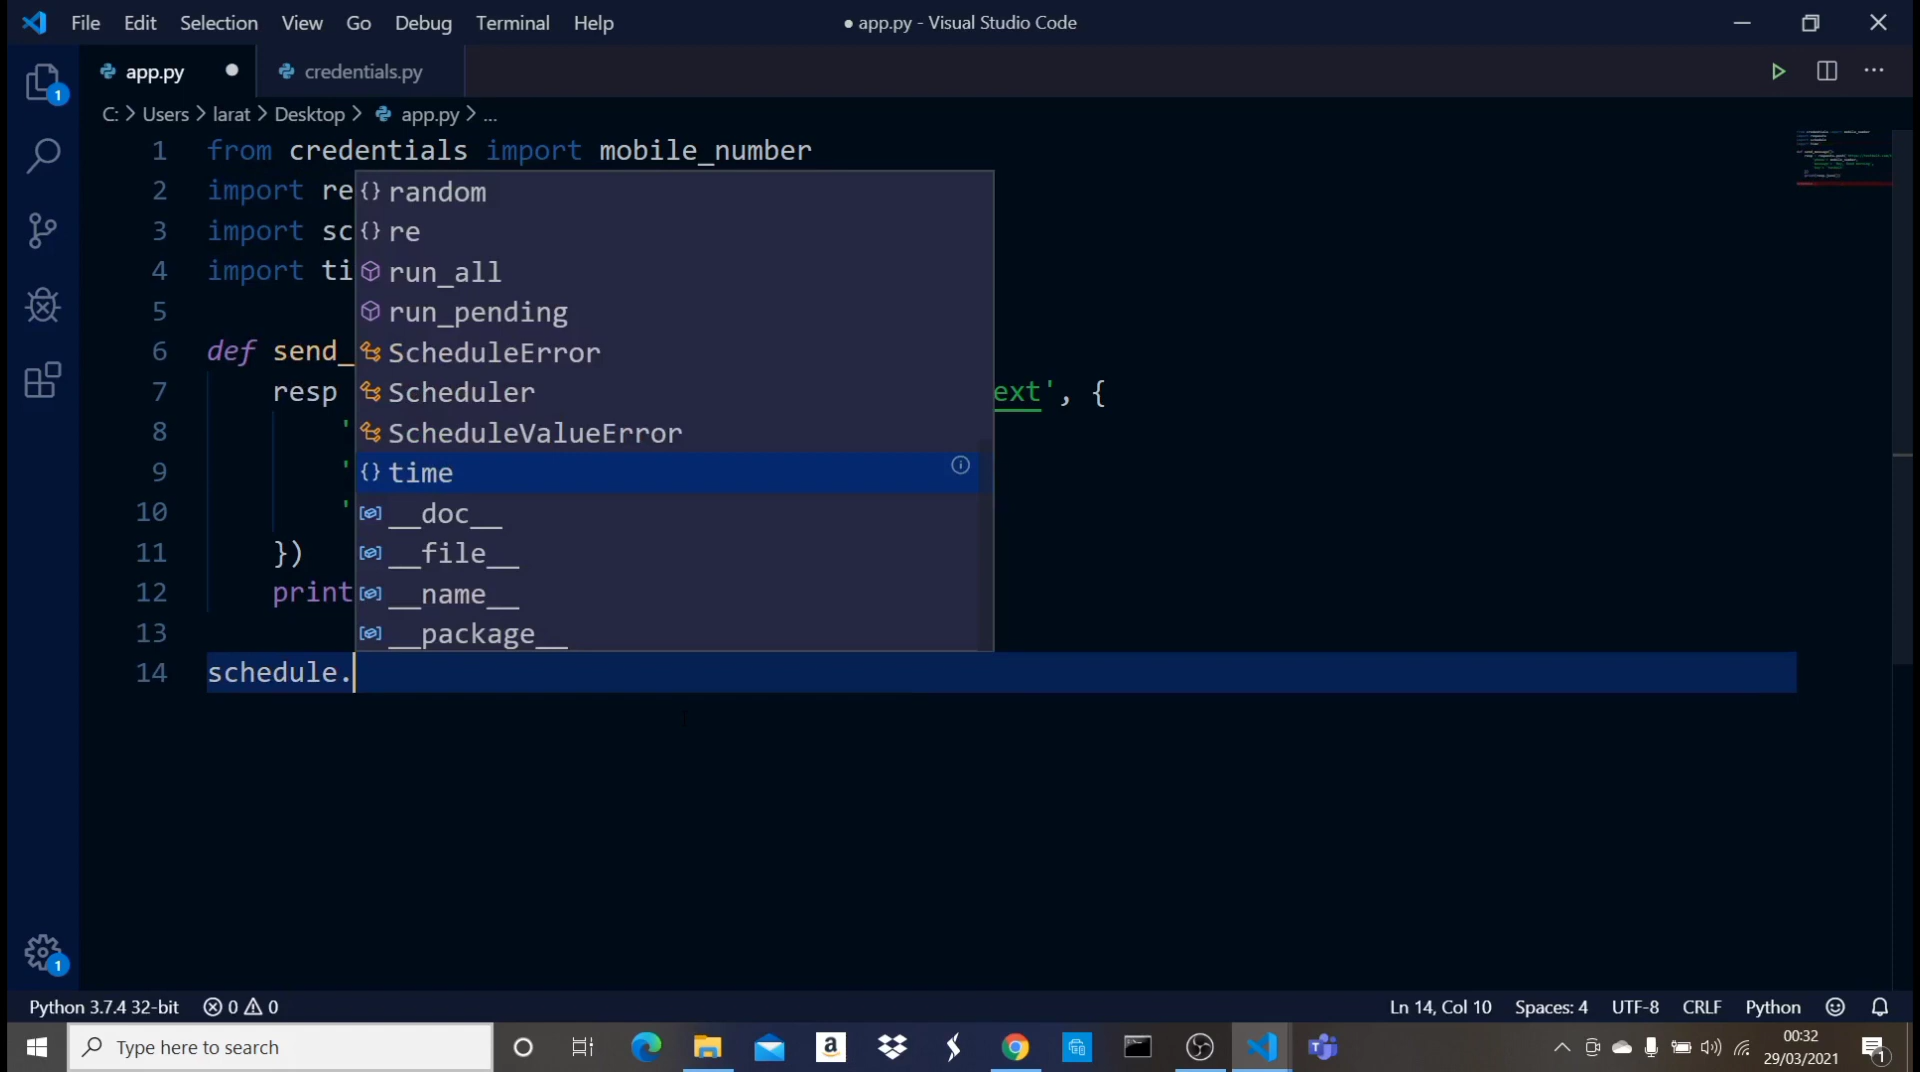 File Edit Selection View Go Debug Terminal Help ● app.py - Visual Studio Code
app.py credentials.py
C: > Users > larat > Desktop > app.py > ...
1 from credentials import mobile_number
2 import re
3 import sc
4 import ti
5
6 def send_
7 resp ext', {
8 '
9 '
10 '
11 })
12 print
13
14 schedule.
{} random
{} re
run_all
run_pending
ScheduleError
Scheduler
ScheduleValueError
{} time
__doc__
__file__
__name__
__package__
1
1
Python 3.7.4 32-bit 0 0 Ln 14, Col 10 Spaces: 4 UTF-8 CRLF Python
Type here to search
00:32
29/03/2021
1